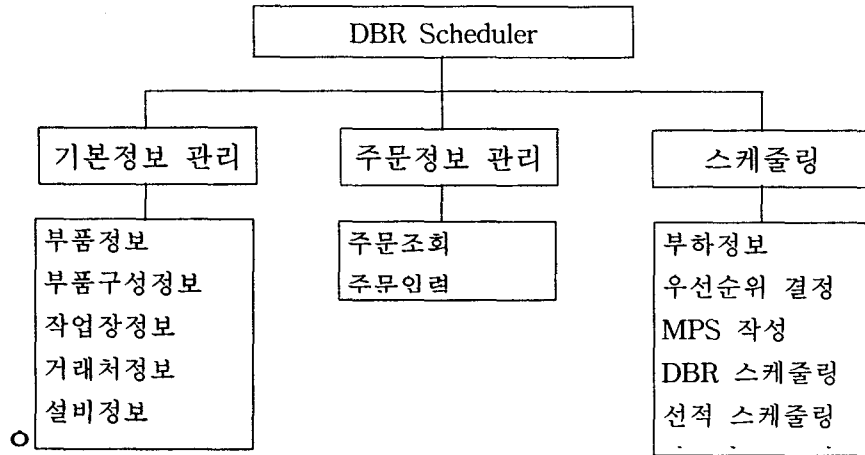 DBR Scheduler
기본정보 관리
주문정보 관리
스케줄링
부품정보
부품구성정보
작업장정보
거래처정보
설비정보
주문조회
주문입력
부하정보
우선순위 결정
MPS 작성
DBR 스케줄링
선적 스케줄링